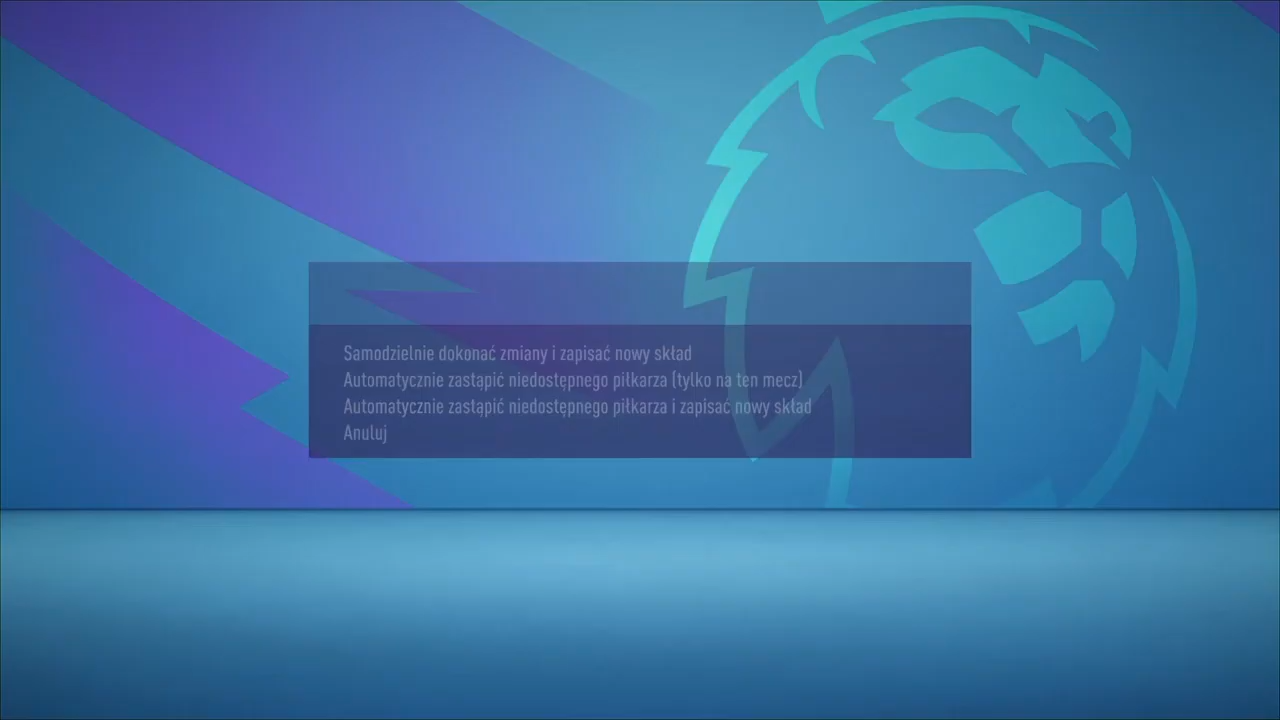 Samodzielnie dokonać zmiany i zapisać nowy skład
Automatycznie zastąpić niedostępnego piłkarza (tylko na ten mecz)
Automatycznie zastąpić niedostępnego piłkarza i zapisać nowy skład
Anuluj